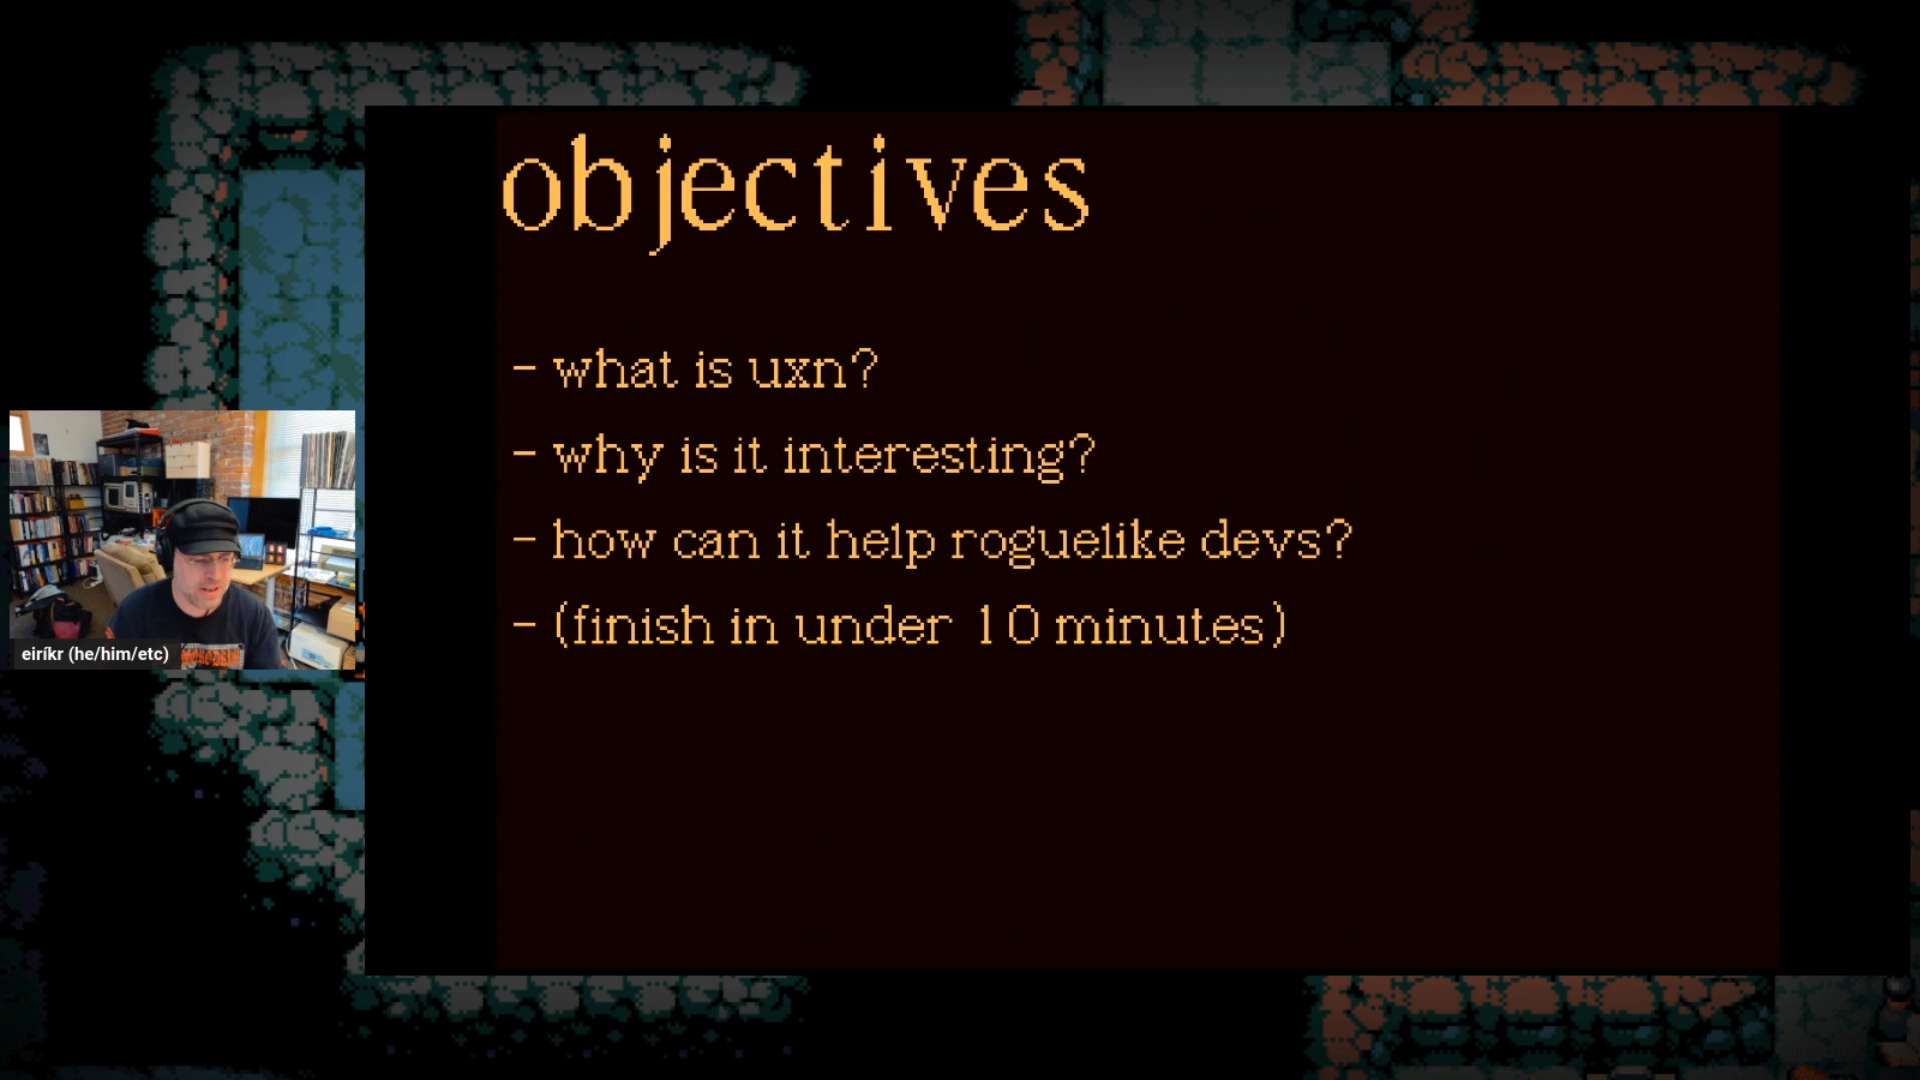 objectives
- what is uxn?
- why is it interesting?
- how can it help roguelike devs?
- (finish in under 10 minutes)
eiríkr (he/him/etc)